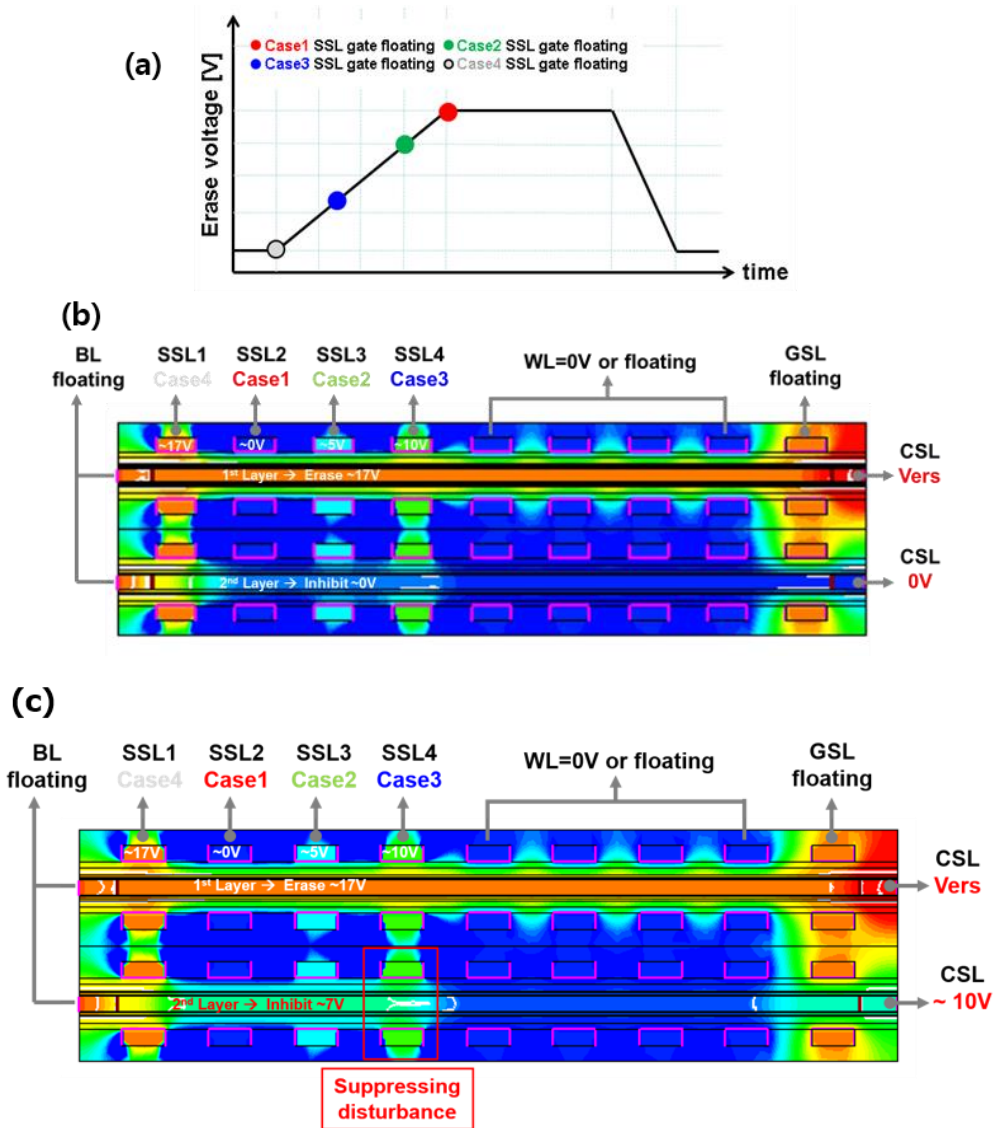 (a)
Erase voltage [V]
Case1 SSL gate floating Case2 SSL gate floating
Case3 SSL gate floating Case4 SSL gate floating
time
(b)
BL floating
SSL1 Case4
SSL2 Case1
SSL3 Case2
SSL4 Case3
WL=0V or floating
GSL floating
~17V ~0V ~5V ~10V
1st Layer → Erase ~17V
CSL
Vers
2nd Layer → Inhibit ~0V
CSL
0V
(c)
BL floating
SSL1 Case4
SSL2 Case1
SSL3 Case2
SSL4 Case3
WL=0V or floating
GSL floating
~17V ~0V ~5V ~10V
1st Layer → Erase ~17V
CSL
Vers
2nd Layer → Inhibit ~7V
CSL
~ 10V
Suppressing
disturbance